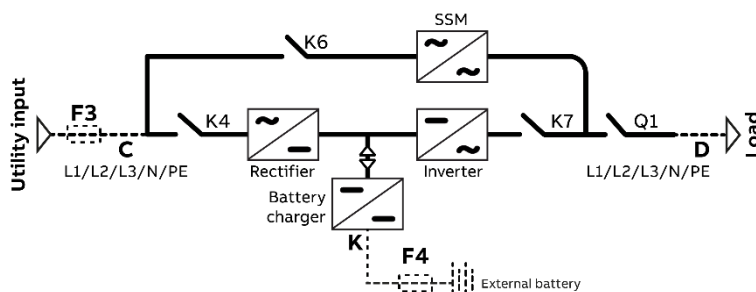 SSM
K6
Utility input
F3
K4
K7
Q1
Load
C
D
L1/L2/L3/N/PE
Rectifier
Inverter
L1/L2/L3/N/PE
Battery
charger
K
F4
External battery